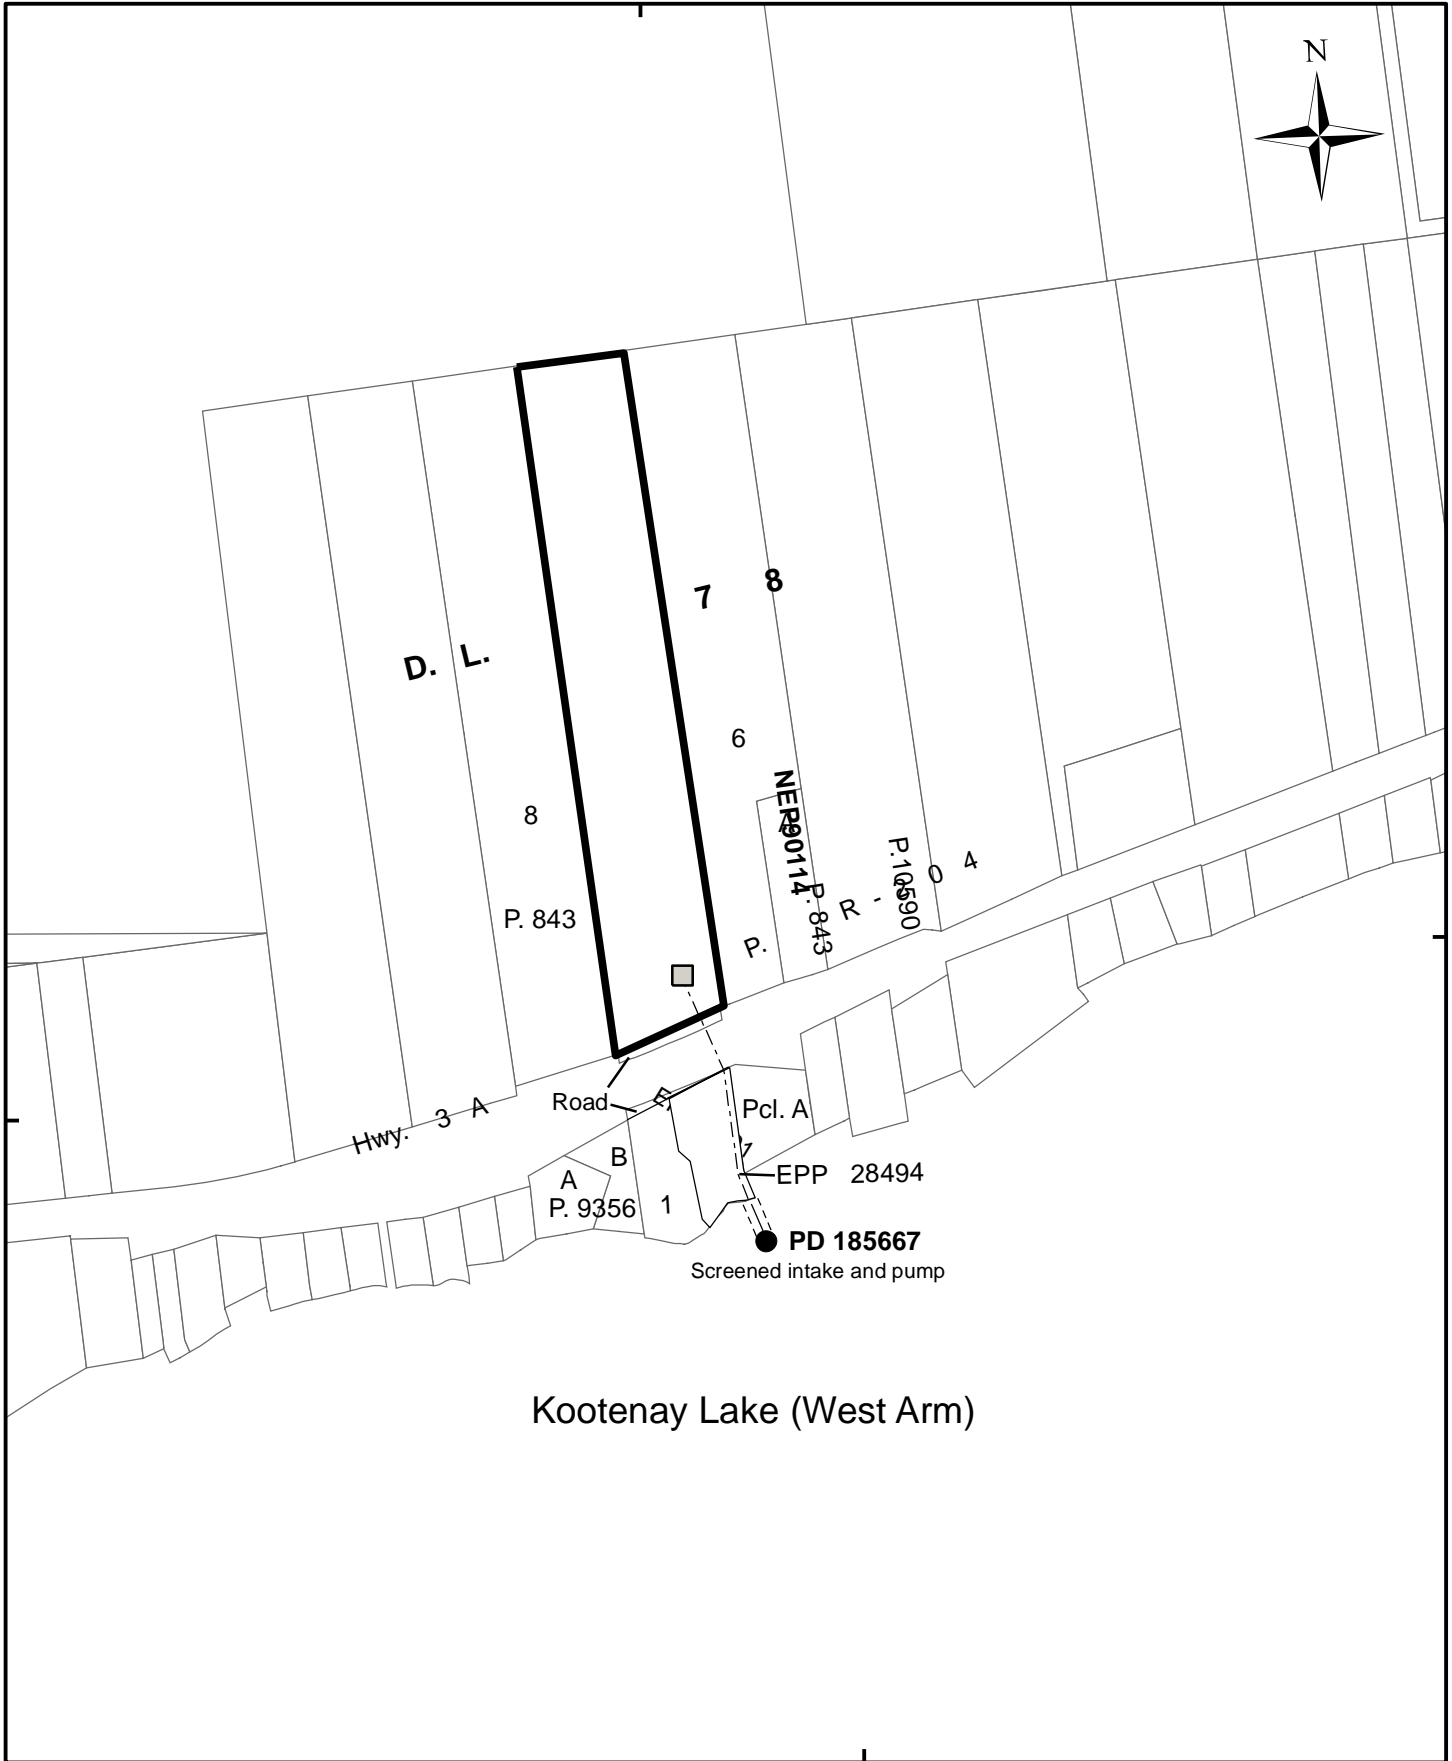 N
D. L. 7 8
6
8
NEP90114
A
P. 843
P.10590
P. R - 8 0 4
P. 843
Road
Hwy. 3 A
Pcl. A
B
A
P. 9356
1
EPP 28494
PD 185667
Screened intake and pump
Kootenay Lake (West Arm)